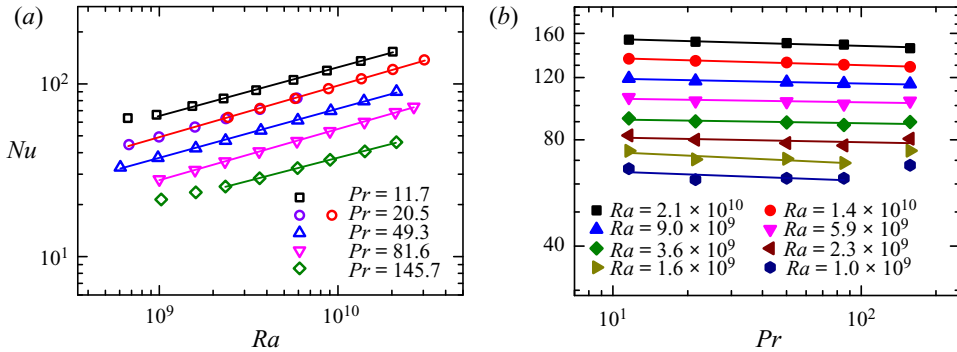 (a)
Nu
10²
10¹
10⁹
10¹⁰
Ra
Pr = 11.7
Pr = 20.5
Pr = 49.3
Pr = 81.6
Pr = 145.7
(b)
160
120
80
40
10¹
10²
Pr
Ra = 2.1 × 10¹⁰ Ra = 1.4 × 10¹⁰
Ra = 9.0 × 10⁹ Ra = 5.9 × 10⁹
Ra = 3.6 × 10⁹ Ra = 2.3 × 10⁹
Ra = 1.6 × 10⁹ Ra = 1.0 × 10⁹